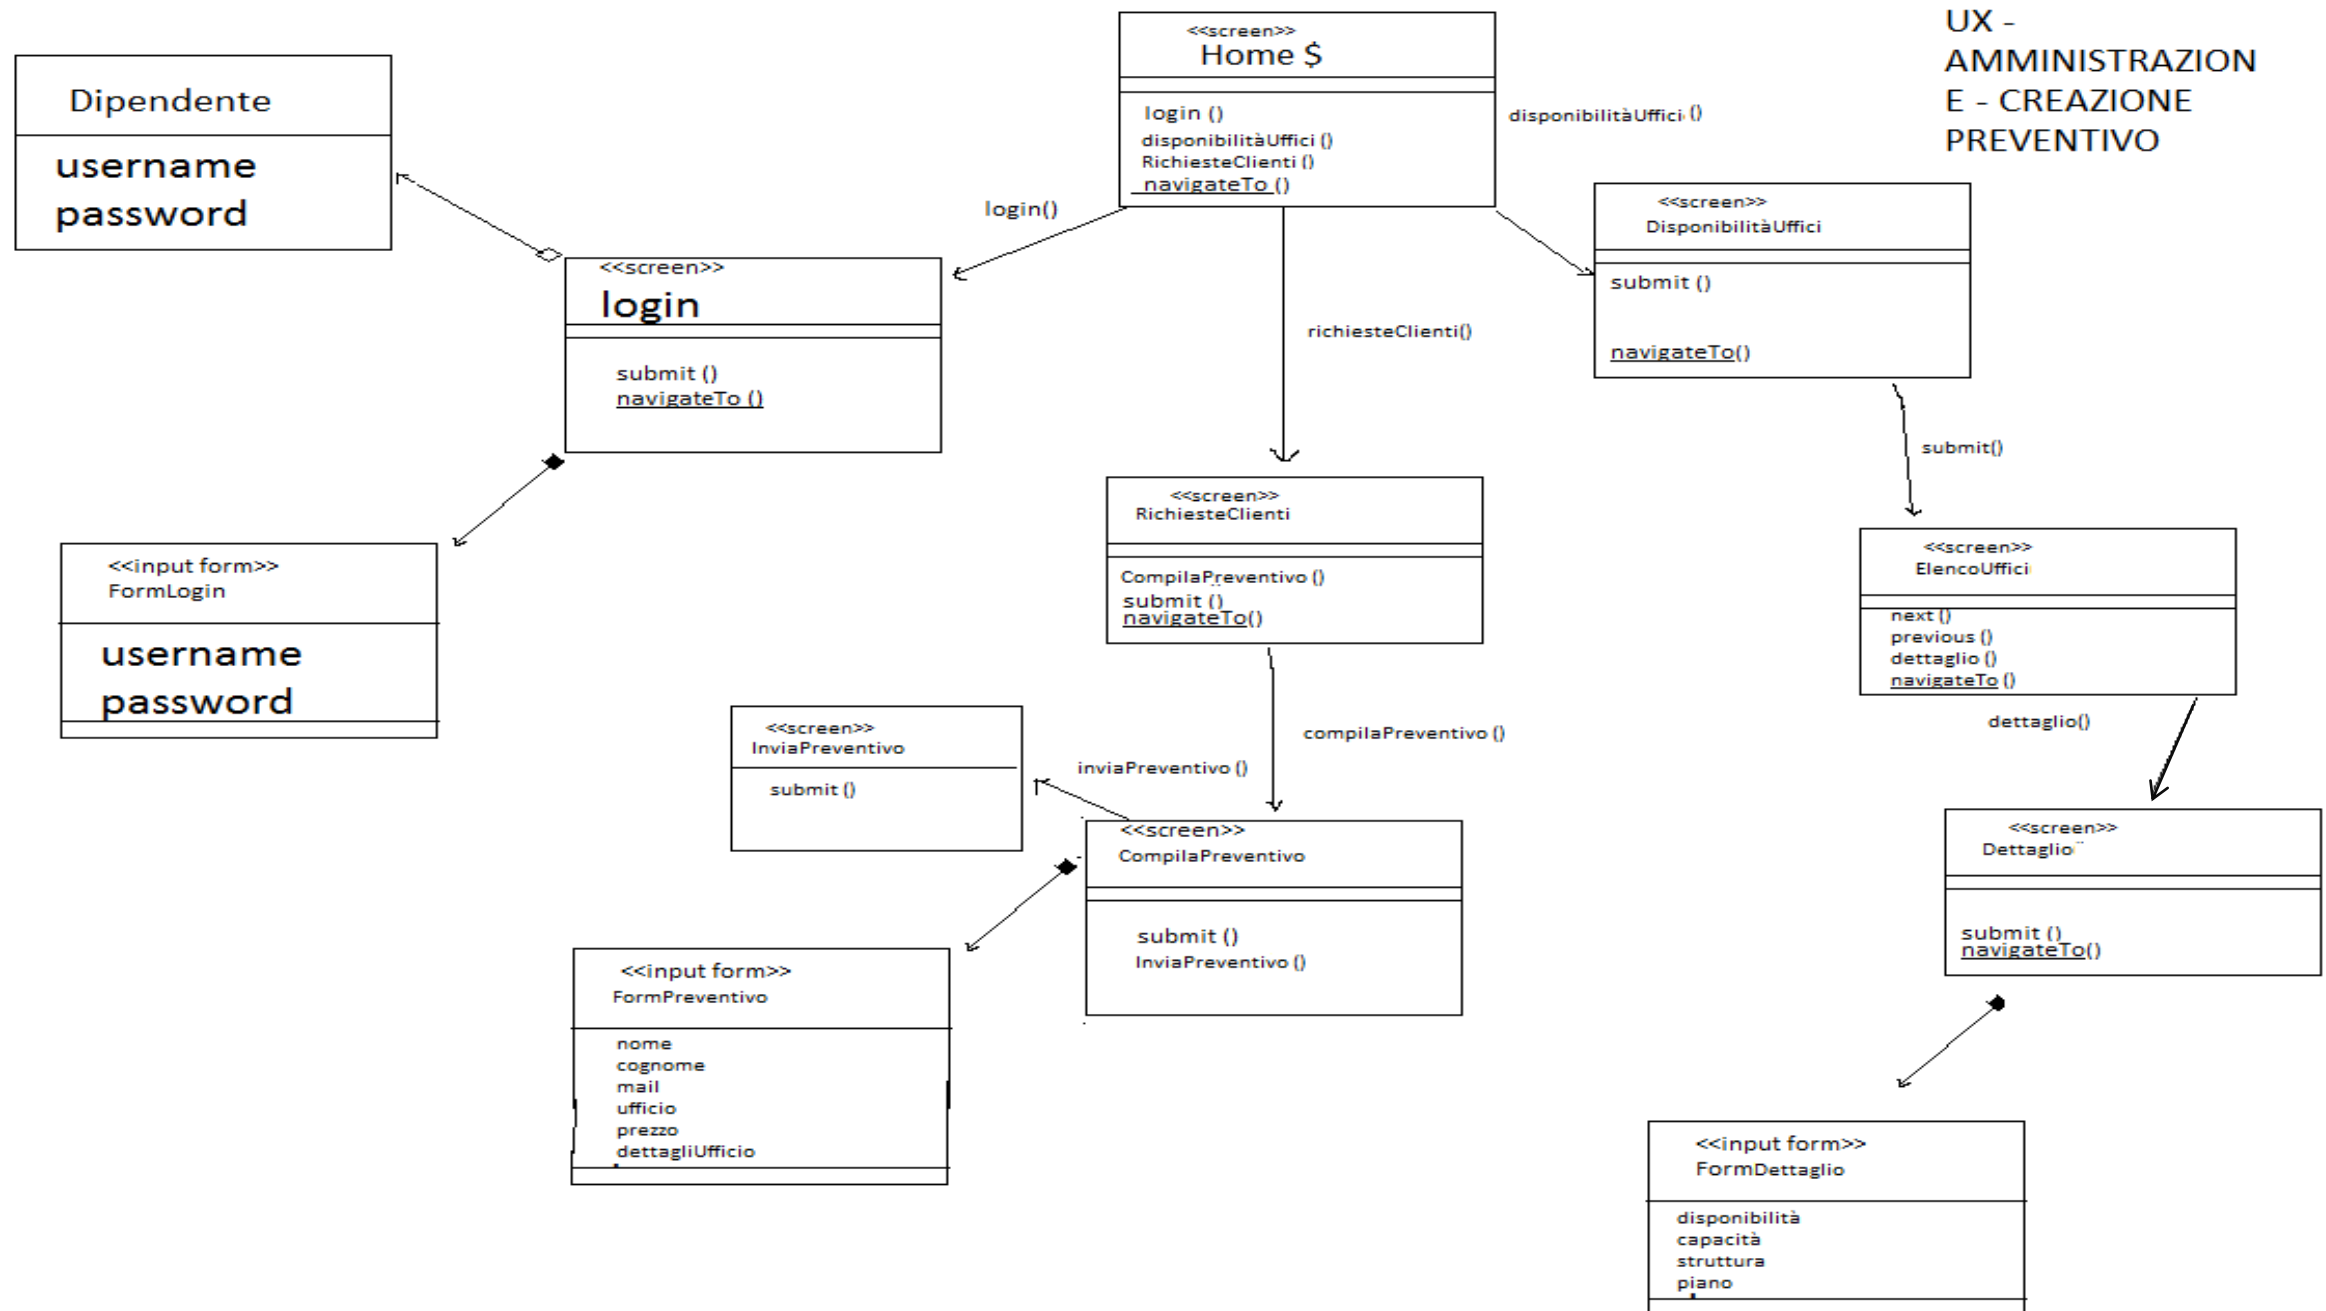 UX -
AMMINISTRAZION
E - CREAZIONE
PREVENTIVO
<<screen>>
Home $
login ()
disponibilitàUffici ()
RichiesteClienti ()
navigateTo ()
disponibilitàUffici ()
Dipendente
username
password
login()
<<screen>>
DisponibilitàUffici
submit ()
navigateTo()
<<screen>>
login
submit ()
navigateTo ()
richiesteClienti()
submit()
<<screen>>
RichiesteClienti
CompilaPreventivo ()
submit ()
navigateTo()
<<screen>>
ElencoUffici
next ()
previous ()
dettaglio ()
navigateTo ()
<<input form>>
FormLogin
username
password
dettaglio()
compilaPreventivo ()
<<screen>>
InviaPreventivo
submit ()
inviaPreventivo ()
<<screen>>
CompilaPreventivo
submit ()
InviaPreventivo ()
<<screen>>
Dettaglio
submit ()
navigateTo()
<<input form>>
FormPreventivo
nome
cognome
mail
ufficio
prezzo
dettagliUfficio
<<input form>>
FormDettaglio
disponibilità
capacità
struttura
piano